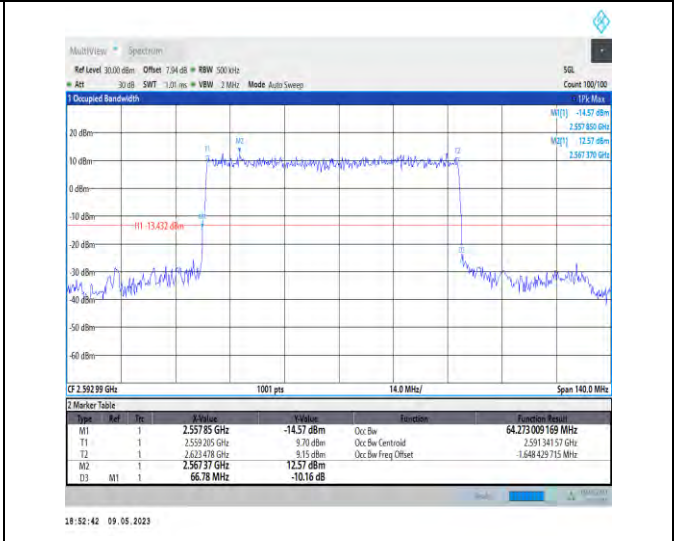 MultiView Spectrum
Ref Level 30.00 dBm Offset 7.94 dB RBW 500 kHz SGL
Att 30 dB SWT 1.01 ms VBW 2 MHz Mode Auto Sweep Count 100/100
1 Occupied Bandwidth 1Pk Max
M1[1] -14.57 dBm
2.557 850 GHz
M2[1] 12.57 dBm
2.567 370 GHz
20 dBm
T1 M2 T2
10 dBm
0 dBm
-10 dBm
M1
H1 -13.432 dBm
-20 dBm
D3
-30 dBm
-40 dBm
-50 dBm
-60 dBm
CF 2.592 99 GHz 1001 pts 14.0 MHz/ Span 140.0 MHz
2 Marker Table
Type Ref Trc X-Value Y-Value Function Function Result
M1 1 2.557 85 GHz -14.57 dBm Occ Bw 64.273 009 169 MHz
T1 1 2.559 205 GHz 9.70 dBm Occ Bw Centroid 2.591 341 57 GHz
T2 1 2.623 478 GHz 9.15 dBm Occ Bw Freq Offset -1.648 429 715 MHz
M2 1 2.567 37 GHz 12.57 dBm
D3 M1 1 66.78 MHz -10.16 dB
Ready
18:52:42 09.05.2023